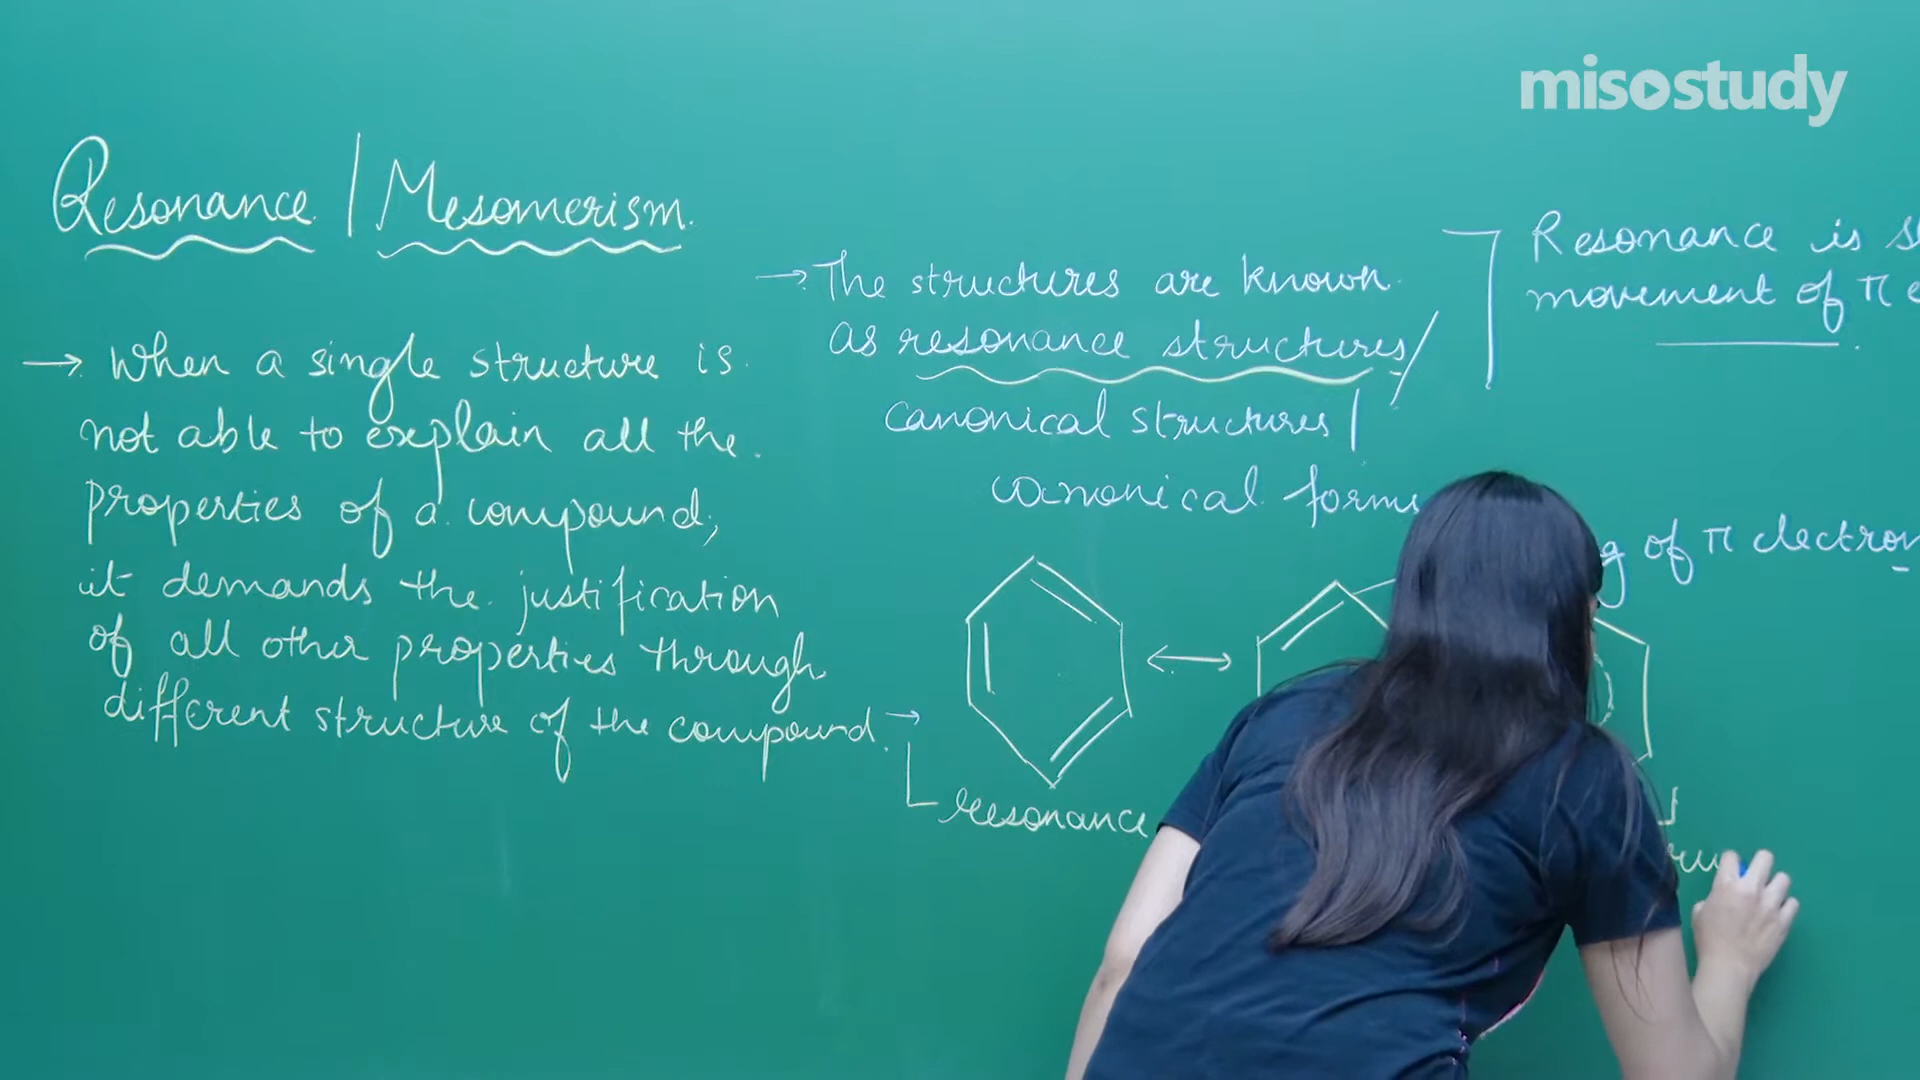 misostudy
Resonance | Mesomerism.
→ When a single structure is
not able to explain all the
properties of a compound;
it demands the justification
of all other properties through
different structure of the compound.
→ The structures are known
as resonance structures /
canonical structures |
canonical forms
Resonance is
movement of π
of π electron
resonance